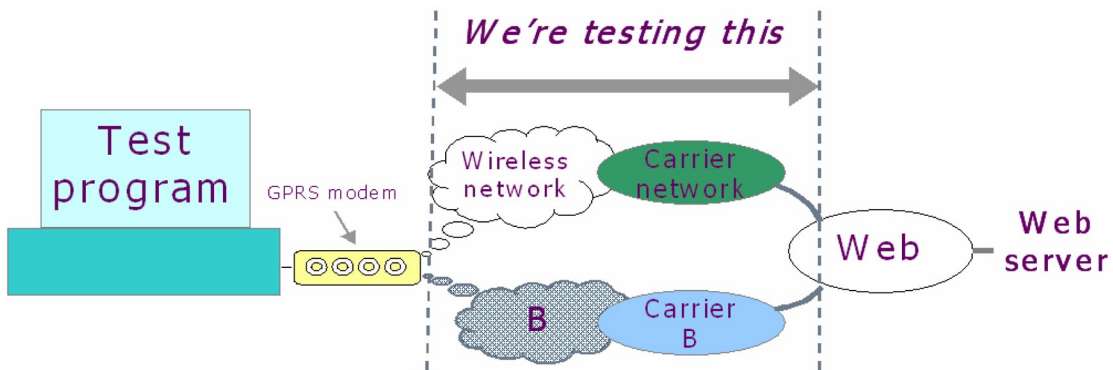 We're testing this
Test
program
GPRS modem
Wireless
network
Carrier
network
Web
Web
server
B
Carrier
B